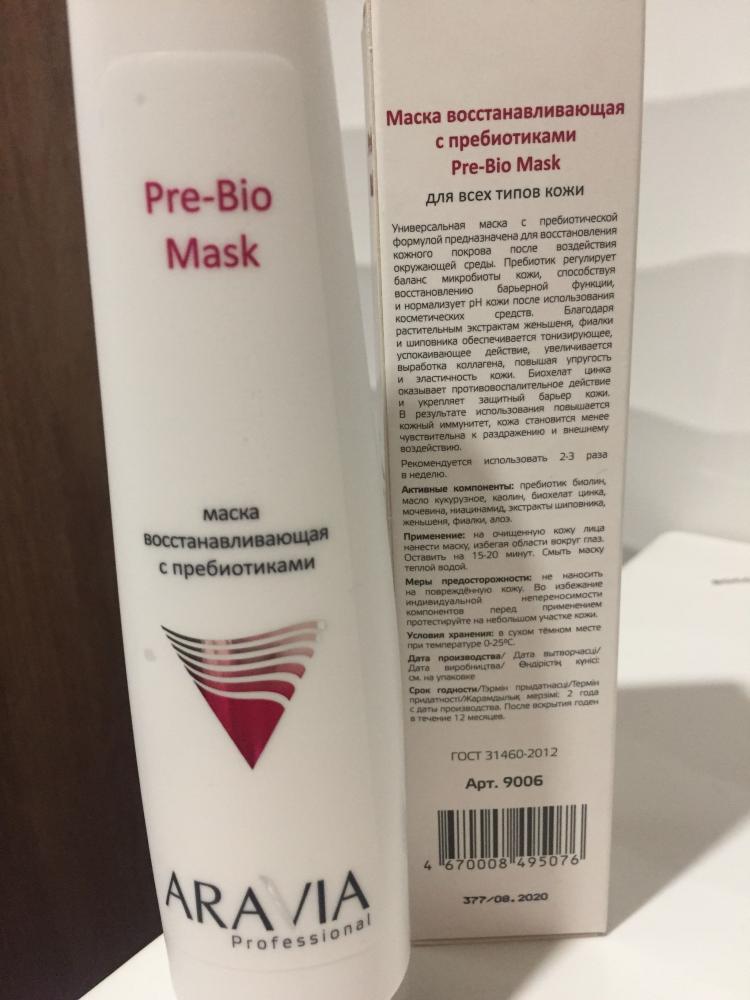 Pre-Bio
Mask
маска
восстанавливающая
с пребиотиками
ARAVIA
Professional
Маска восстанавливающая
с пребиотиками
Pre-Bio Mask
для всех типов кожи
Универсальная маска с пребиотической
формулой предназначена для восстановления
кожного покрова после воздействия
окружающей среды. Пребиотик регулирует
баланс микробиоты кожи, способствуя
восстановлению барьерной функции,
и нормализует pH кожи после использования
косметических средств. Благодаря
растительным экстрактам женьшеня, фиалки
и шиповника обеспечивается тонизирующее,
успокаивающее действие, увеличивается
выработка коллагена, повышая упругость
и эластичность кожи. Биохелат цинка
оказывает противовоспалительное действие
и укрепляет защитный барьер кожи.
В результате использования повышается
кожный иммунитет, кожа становится менее
чувствительна к раздражению и внешнему
воздействию.
Рекомендуется использовать 2-3 раза
в неделю.
Активные компоненты: пребиотик биолин,
масло кукурузное, каолин, биохелат цинка,
мочевина, ниацинамид, экстракты шиповника,
женьшеня, фиалки, алоэ.
Применение: на очищенную кожу лица
нанести маску, избегая области вокруг глаз.
Оставить на 15-20 минут. Смыть маску
теплой водой.
Меры предосторожности: не наносить
на повреждённую кожу. Во избежание
индивидуальной непереносимости
компонентов перед применением
протестируйте на небольшом участке кожи.
Условия хранения: в сухом тёмном месте
при температуре 0-25ºC.
Дата производства/ Дата вытворчасці/
Дата виробництва/ Өндірістің күнісі:
см. на упаковке
Срок годности/Тэрмін прыдатнасці/Термін
придатності/Жарамдылық мерзімі: 2 года
с даты производства. После вскрытия годен
в течение 12 месяцев.
ГОСТ 31460-2012
Арт. 9006
4 670008 495076
377/08.2020